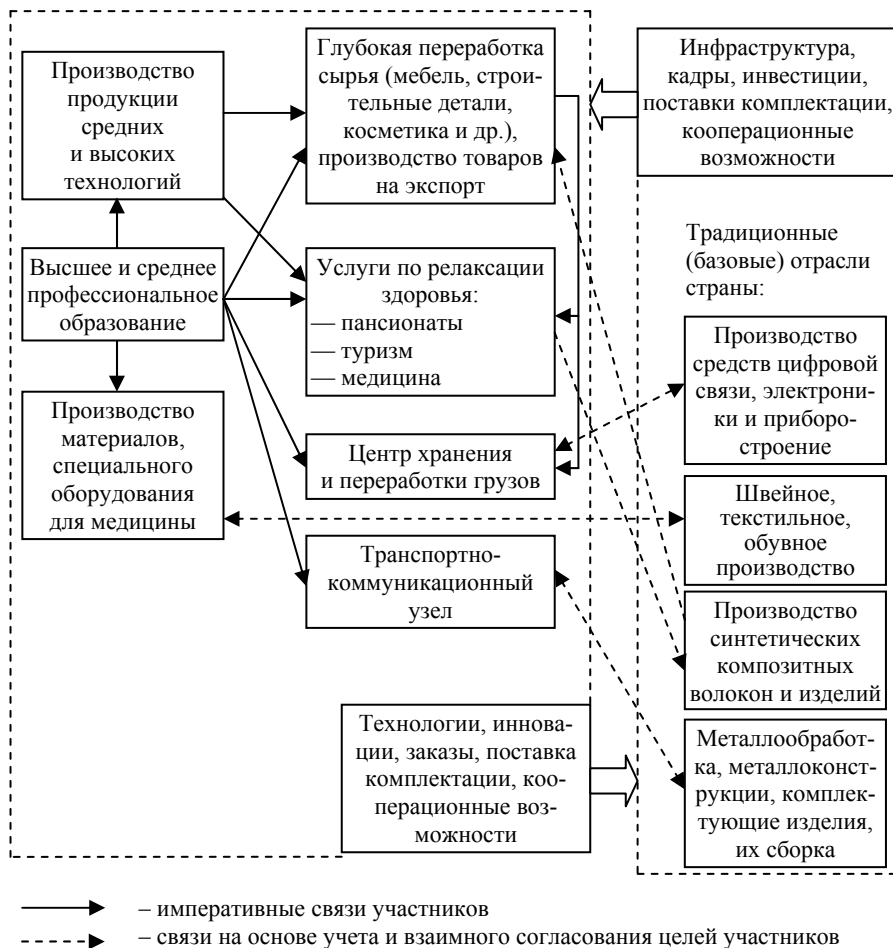 Производство
продукции
средних
и высоких
технологий
Глубокая переработка
сырья (мебель, строи-
тельные детали,
косметика и др.),
производство товаров
на экспорт
Инфраструктура,
кадры, инвестиции,
поставки комплектации,
кооперационные
возможности
Высшее и среднее
профессиональное
образование
Услуги по релаксации
здоровья:
— пансионаты
— туризм
— медицина
Традиционные
(базовые) отрасли
страны:
Производство
средств цифровой
связи, электрони-
ки и приборо-
строение
Производство
материалов,
специального
оборудования
для медицины
Центр хранения
и переработки грузов
Швейное,
текстильное,
обувное
производство
Транспортно-
коммуникационный
узел
Производство
синтетических
композитных
волокон и изделий
Технологии, иннова-
ции, заказы, поставка
комплектации, коо-
перационные воз-
можности
Металлообработ-
ка, металлоконст-
рукции, комплек-
тующие изделия,
их сборка
– императивные связи участников
– связи на основе учета и взаимного согласования целей участников